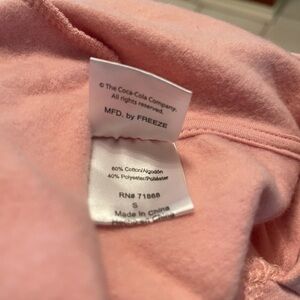 © The Coca-Cola Company.
All rights reserved.
MFD. by FREEZE
60% Cotton/Algodón
40% Polyester/Poliéster
RN# 71868
S
Made in China